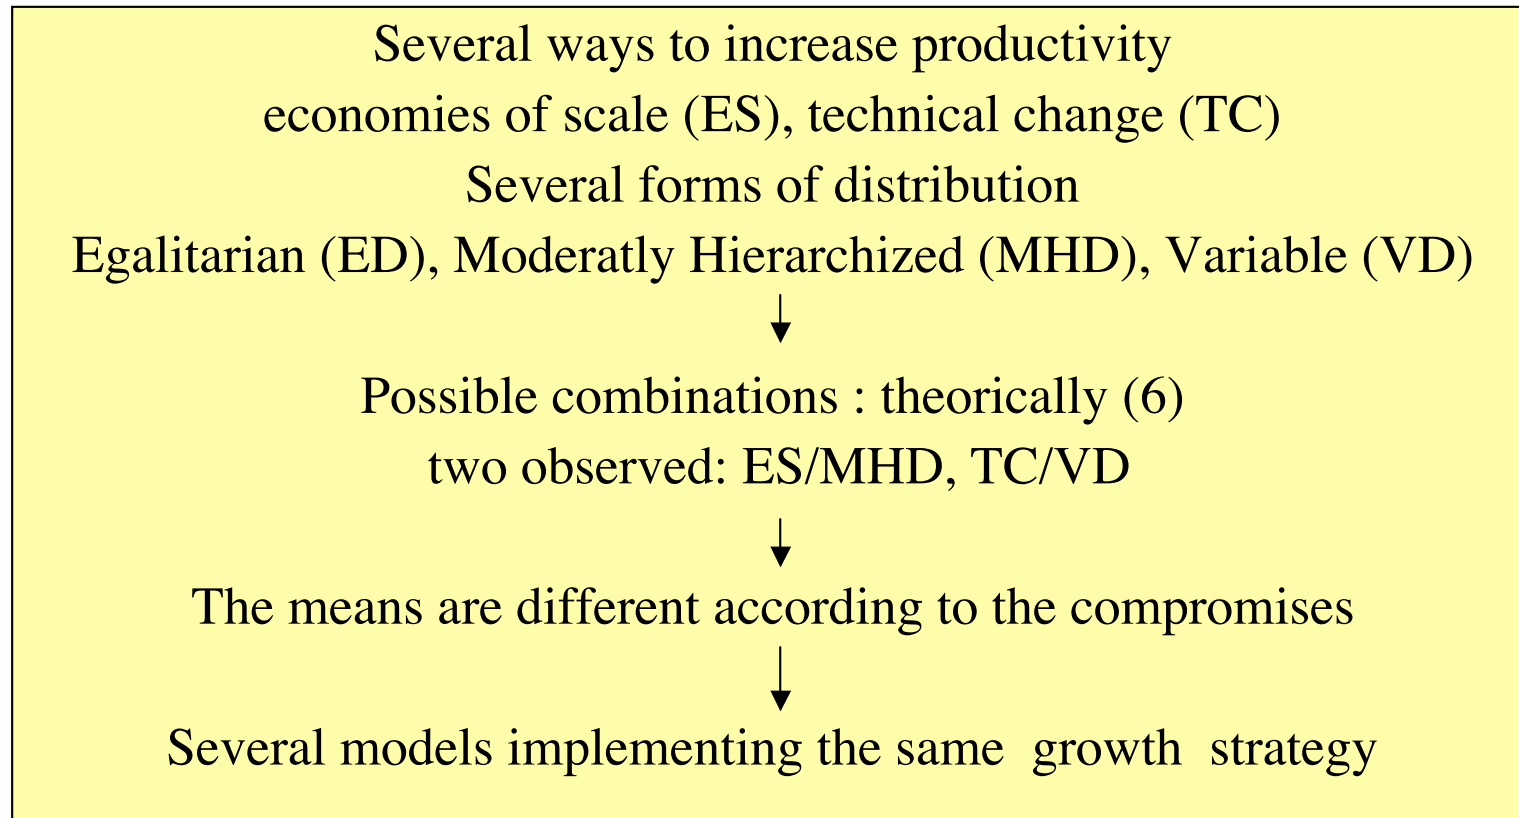 Several ways to increase productivity
economies of scale (ES), technical change (TC)
Several forms of distribution
Egalitarian (ED), Moderatly Hierarchized (MHD), Variable (VD)
Possible combinations : theorically (6)
two observed: ES/MHD, TC/VD
The means are different according to the compromises
Several models implementing the same growth strategy